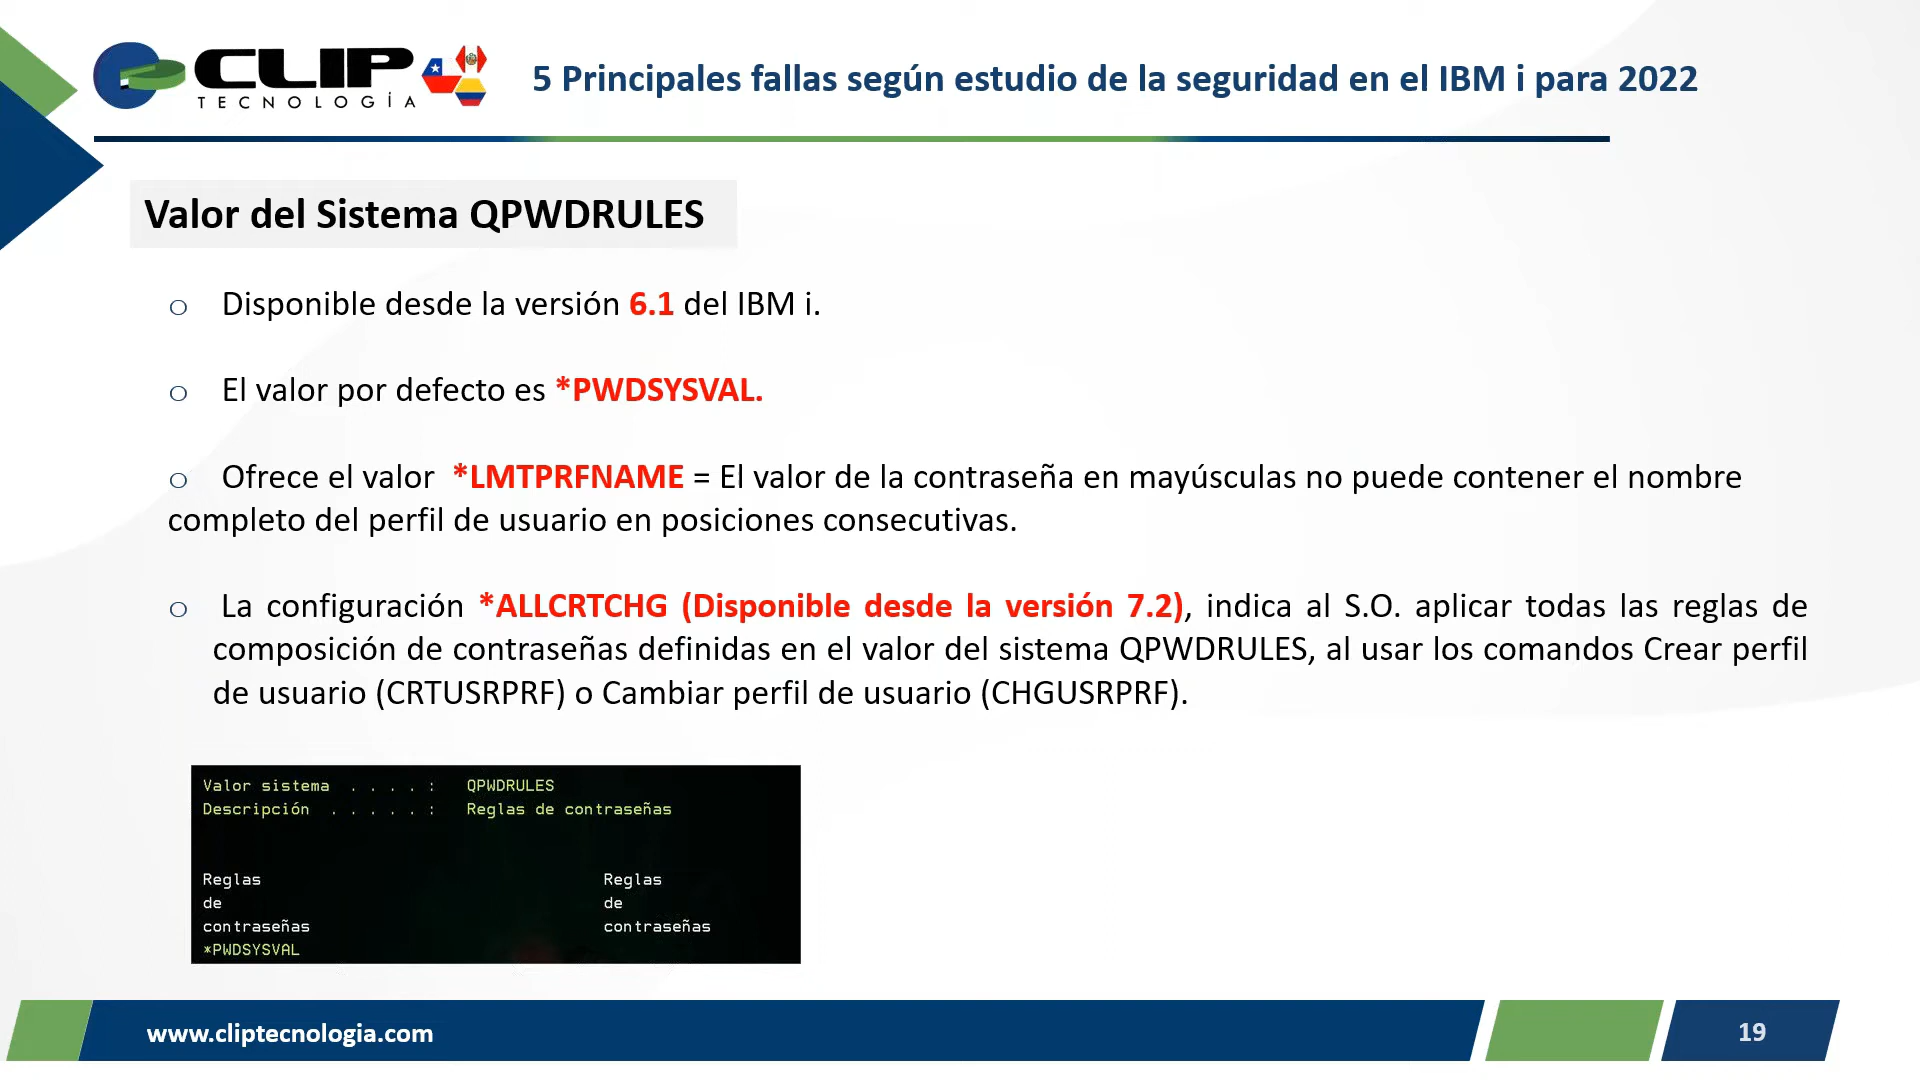 CLIP
TECNOLOGÍA
5 Principales fallas según estudio de la seguridad en el IBM i para 2022
Valor del Sistema QPWDRULES
o Disponible desde la versión 6.1 del IBM i.
o El valor por defecto es *PWDSYSVAL.
o Ofrece el valor *LMTPRFNAME = El valor de la contraseña en mayúsculas no puede contener el nombre
completo del perfil de usuario en posiciones consecutivas.
o La configuración *ALLCRTCHG (Disponible desde la versión 7.2), indica al S.O. aplicar todas las reglas de
composición de contraseñas definidas en el valor del sistema QPWDRULES, al usar los comandos Crear perfil
de usuario (CRTUSRPRF) o Cambiar perfil de usuario (CHGUSRPRF).
Valor sistema . . . . : QPWDRULES
Descripción . . . . . : Reglas de contraseñas
Reglas Reglas
de de
contraseñas contraseñas
*PWDSYSVAL
www.cliptecnologia.com
19